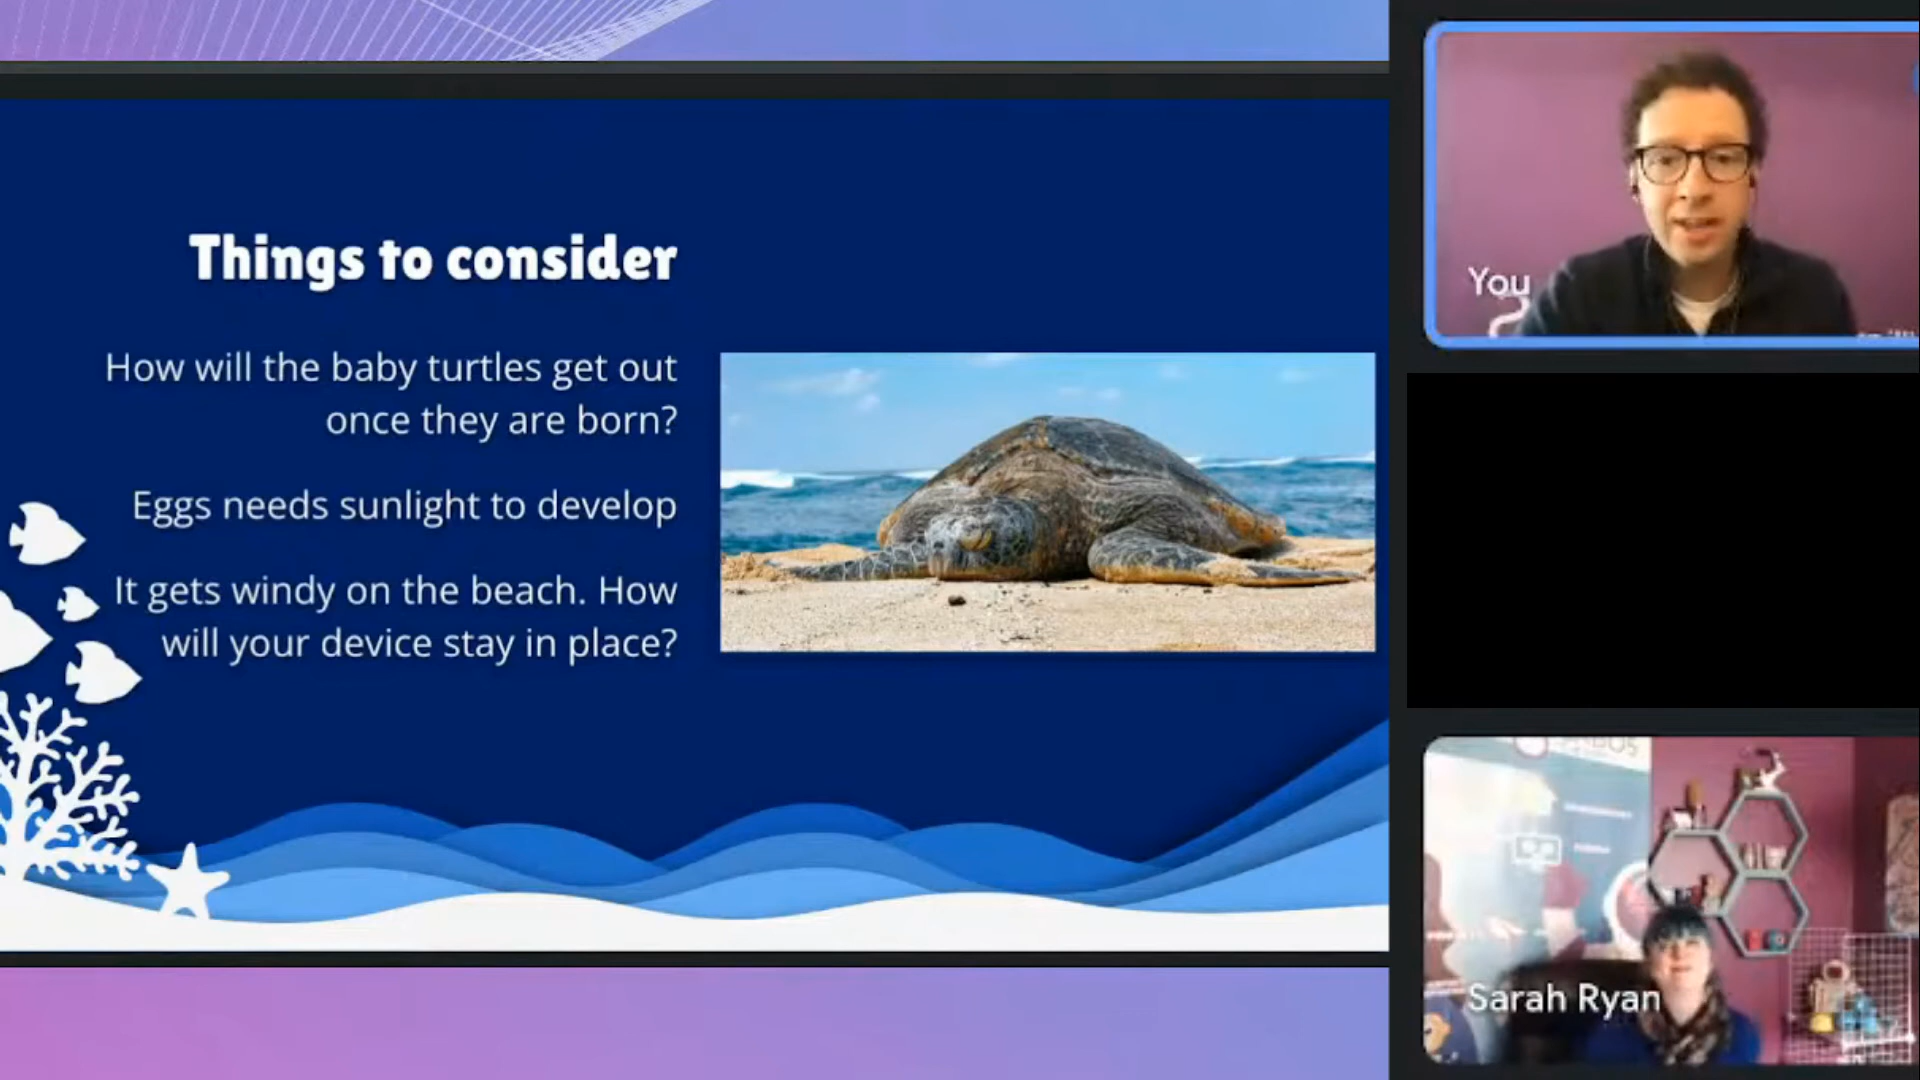 Things to consider
How will the baby turtles get out
once they are born?
Eggs needs sunlight to develop
It gets windy on the beach. How
will your device stay in place?
You
Sarah Ryan